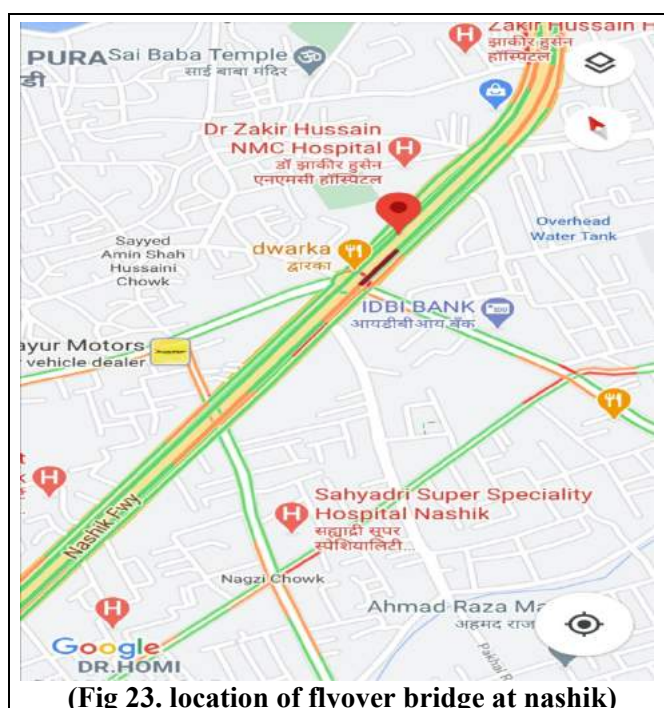 Zakir Hussain H
झाकीर हुसेन
हॉस्पिटल
PURA
डी
Sai Baba Temple
साई बाबा मंदिर
Dr Zakir Hussain
NMC Hospital
डॉ झाकीर हुसेन
एनएमसी हॉस्पिटल
Overhead
Water Tank
Sayyed
Amin Shah
Hussaini
Chowk
dwarka
द्वारका
IDBI BANK
आयडीबीआय बँक
ayur Motors
vehicle dealer
Nashik Fwy
Sahyadri Super Speciality
Hospital Nashik
सह्याद्री सूपर
स्पेशियालिटी...
Nagzi Chowk
Ahmad Raza Ma
अहमद राज
Pakhal R
Google
DR.HOMI
(Fig 23. location of flyover bridge at nashik)